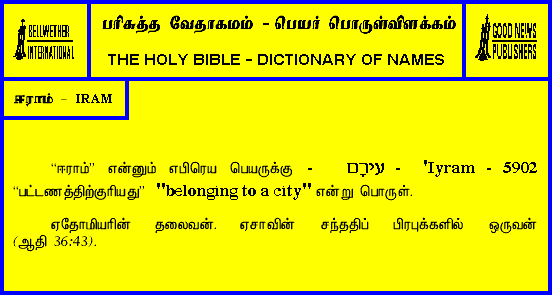 BELLWETHER
INTERNATIONAL
பரிசுத்த வேதாகமம் - பெயர் பொருள்விளக்கம்
THE HOLY BIBLE - DICTIONARY OF NAMES
GOOD NEWS
PUBLISHERS
ஈராம் - IRAM
“ஈராம்” என்னும் எபிரெய பெயருக்கு - עִירָם - 'Iyram - 5902
“பட்டணத்திற்குரியது” "belonging to a city" என்று பொருள்.
ஏதோமியரின் தலைவன். ஏசாவின் சந்ததிப் பிரபுக்களில் ஒருவன்
(ஆதி 36:43).